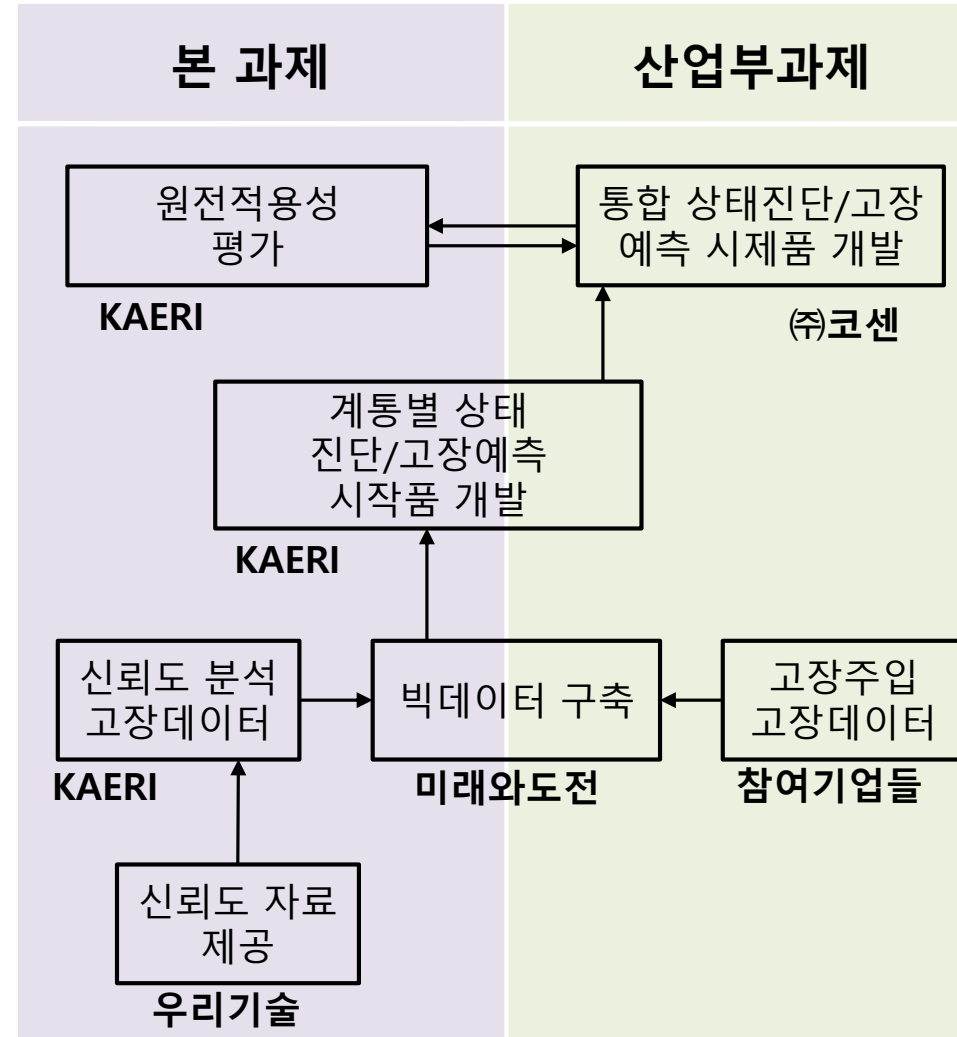 본 과제
산업부과제
원전적용성
평가
KAERI
통합 상태진단/고장
예측 시제품 개발
㈜코센
계통별 상태
진단/고장예측
시작품 개발
KAERI
신뢰도 분석
고장데이터
KAERI
빅데이터 구축
미래와도전
고장주입
고장데이터
참여기업들
신뢰도 자료
제공
우리기술